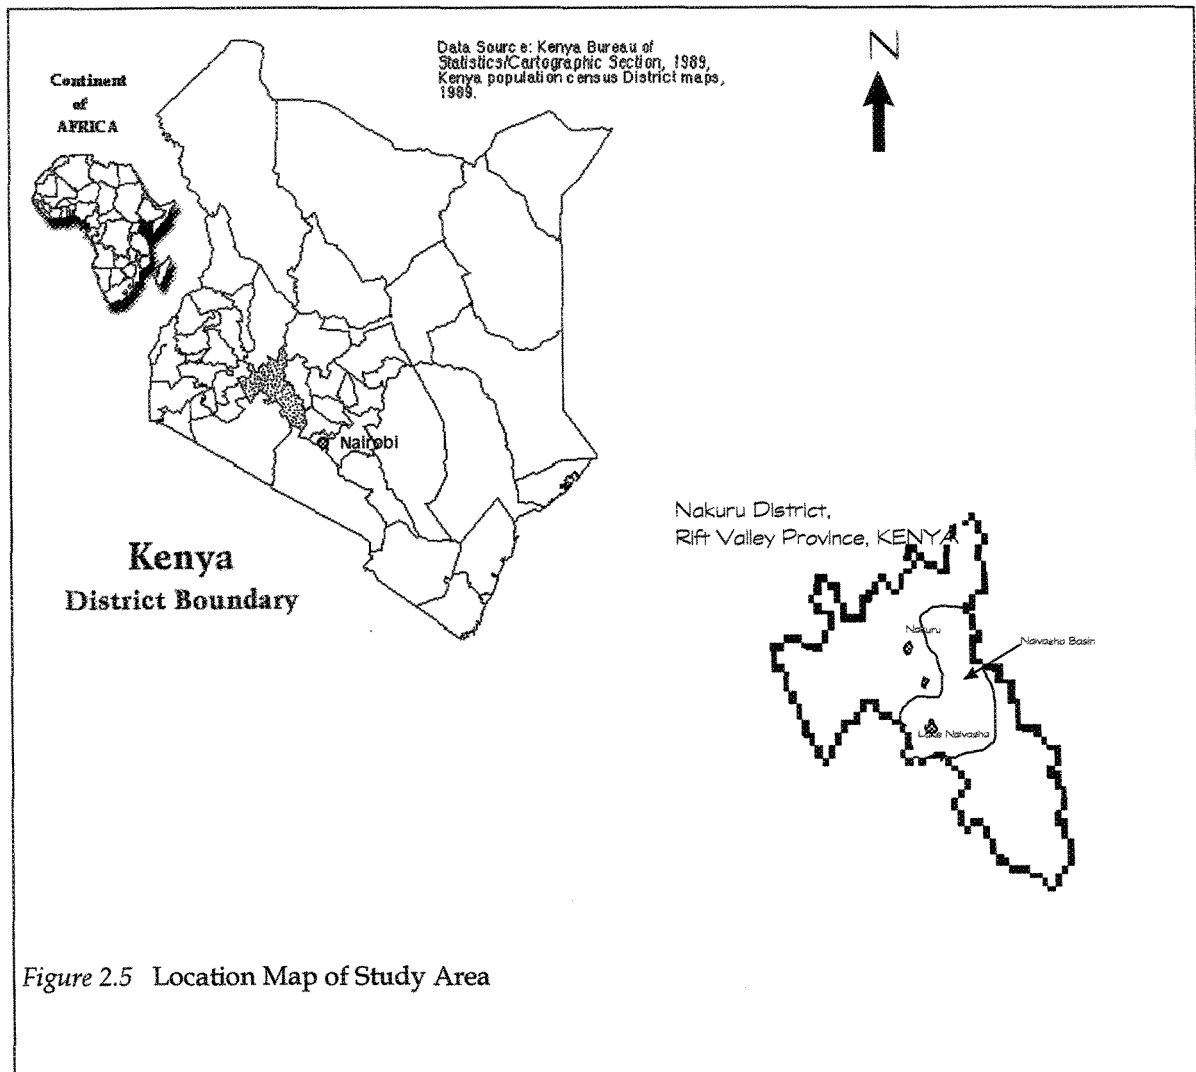 Continent
of
AFRICA
Data Source: Kenya Bureau of
Statistics/Cartographic Section, 1989,
Kenya population census District maps,
1989.
N
Nairobi
Kenya
District Boundary
Nakuru District,
Rift Valley Province, KENYA
Nakuru
Naivasha Basin
Lake Naivasha
Figure 2.5 Location Map of Study Area